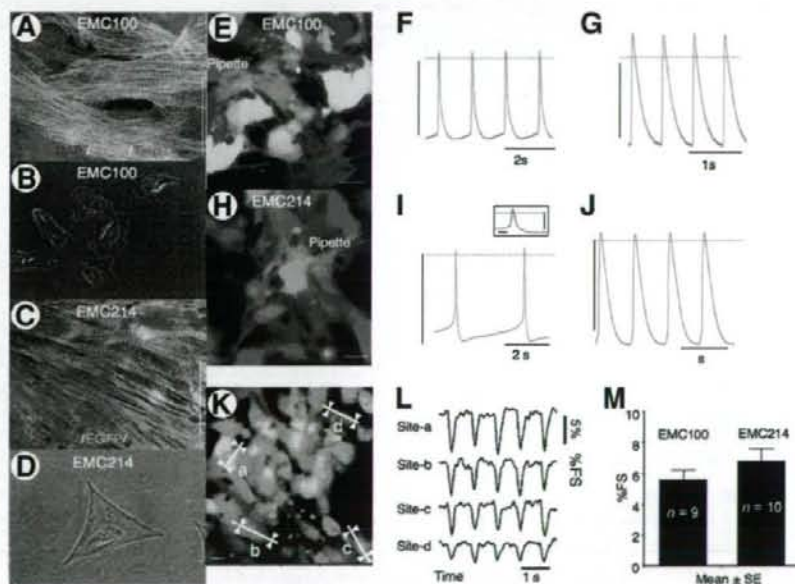 A
EMC100
B
EMC100
C
EMC214
D
EMC214
E
EMC100
Pipette
H
EMC214
Pipette
K
a
b
c
d
F
2s
G
1s
I
2 s
J
s
L
Site-a
Site-b
Site-c
Site-d
5%
%FS
Time
1 s
M
%FS
10
8
6
4
2
0
EMC100
EMC214
n = 9
n = 10
Mean ± SE